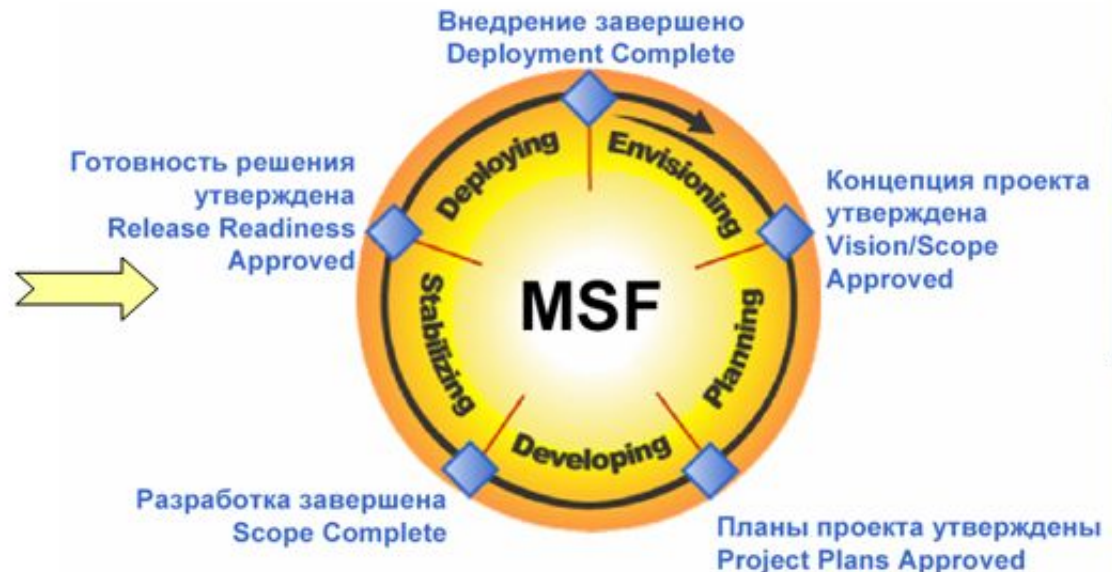 Внедрение завершено
Deployment Complete
Готовность решения
утверждена
Release Readiness
Approved
Концепция проекта
утверждена
Vision/Scope
Approved
Deploying
Envisioning
MSF
Stabilizing
Planning
Developing
Разработка завершена
Scope Complete
Планы проекта утверждены
Project Plans Approved